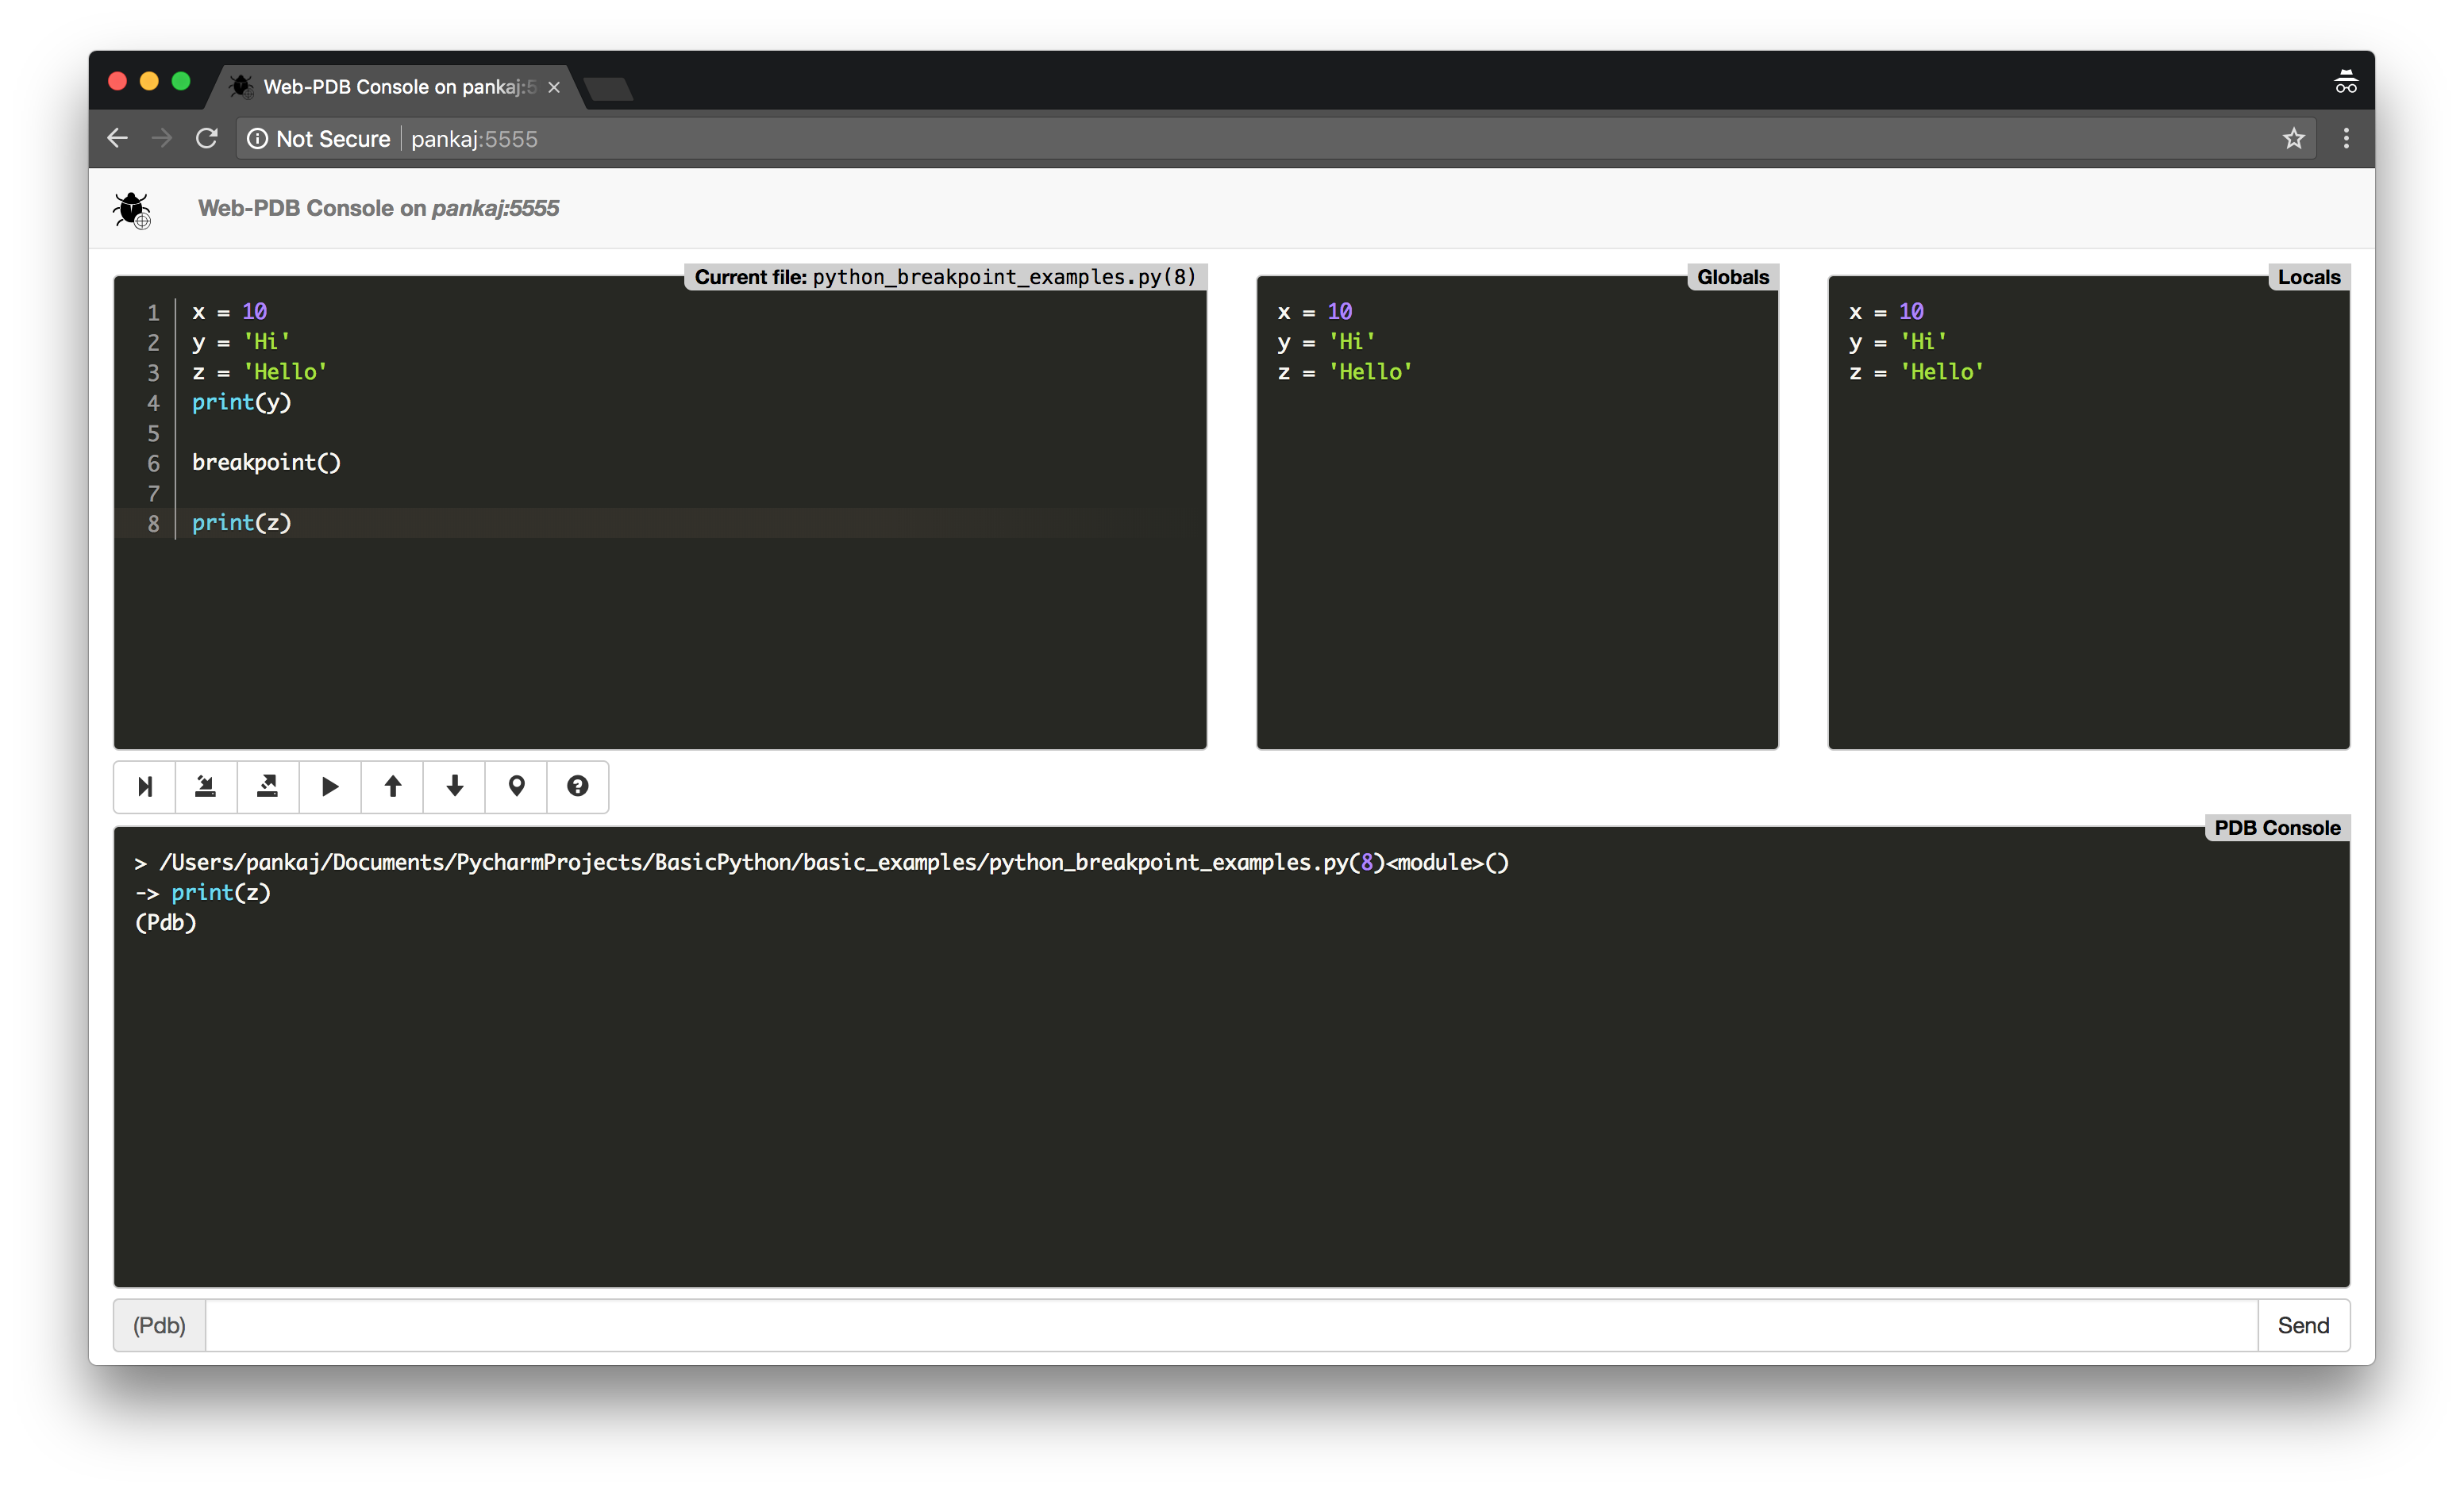 Web-PDB Console on pankaj:5
Not Secure pankaj:5555
Web-PDB Console on pankaj:5555
Current file: python_breakpoint_examples.py(8)
1 x = 10
2 y = 'Hi'
3 z = 'Hello'
4 print(y)
5
6 breakpoint()
7
8 print(z)
Globals
x = 10
y = 'Hi'
z = 'Hello'
Locals
x = 10
y = 'Hi'
z = 'Hello'
PDB Console
> /Users/pankaj/Documents/PycharmProjects/BasicPython/basic_examples/python_breakpoint_examples.py(8)<module>()
-> print(z)
(Pdb)
(Pdb) Send